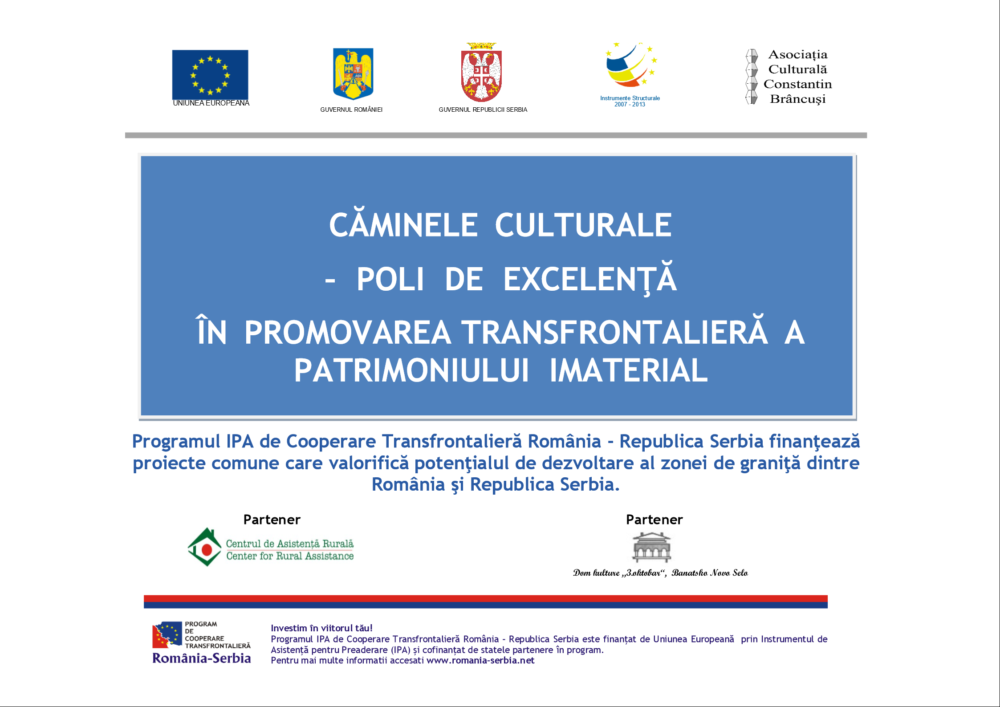 UNIUNEA EUROPEANĂ
GUVERNUL ROMÂNIEI
GUVERNUL REPUBLICII SERBIA
Instrumente Structurale
2007 - 2013
Asociaţia
Culturală
Constantin
Brâncuşi
CĂMINELE CULTURALE
- POLI DE EXCELENŢĂ
ÎN PROMOVAREA TRANSFRONTALIERĂ A
PATRIMONIULUI IMATERIAL
Programul IPA de Cooperare Transfrontalieră România - Republica Serbia finanţează
proiecte comune care valorifică potenţialul de dezvoltare al zonei de graniţă dintre
România şi Republica Serbia.
Partener
Centrul de Asistenţă Rurală
Center for Rural Assistance
Partener
Dom kulture „3.oktobar“, Banatsko Novo Selo
PROGRAM
DE
COOPERARE
TRANSFRONTALIERĂ
România-Serbia
Investim în viitorul tău!
Programul IPA de Cooperare Transfrontalieră România - Republica Serbia este finanțat de Uniunea Europeană prin Instrumentul de
Asistență pentru Preaderare (IPA) și cofinanțat de statele partenere în program.
Pentru mai multe informatii accesati www.romania-serbia.net